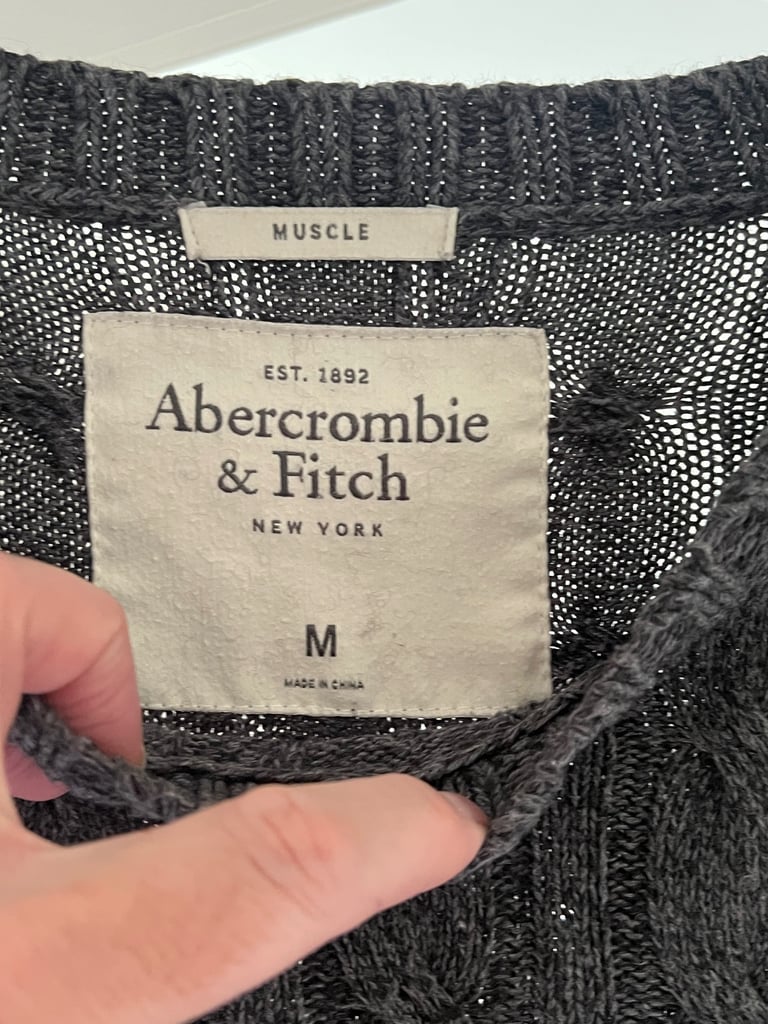 MUSCLE
EST. 1892
Abercrombie
& Fitch
NEW YORK
M
MADE IN CHINA